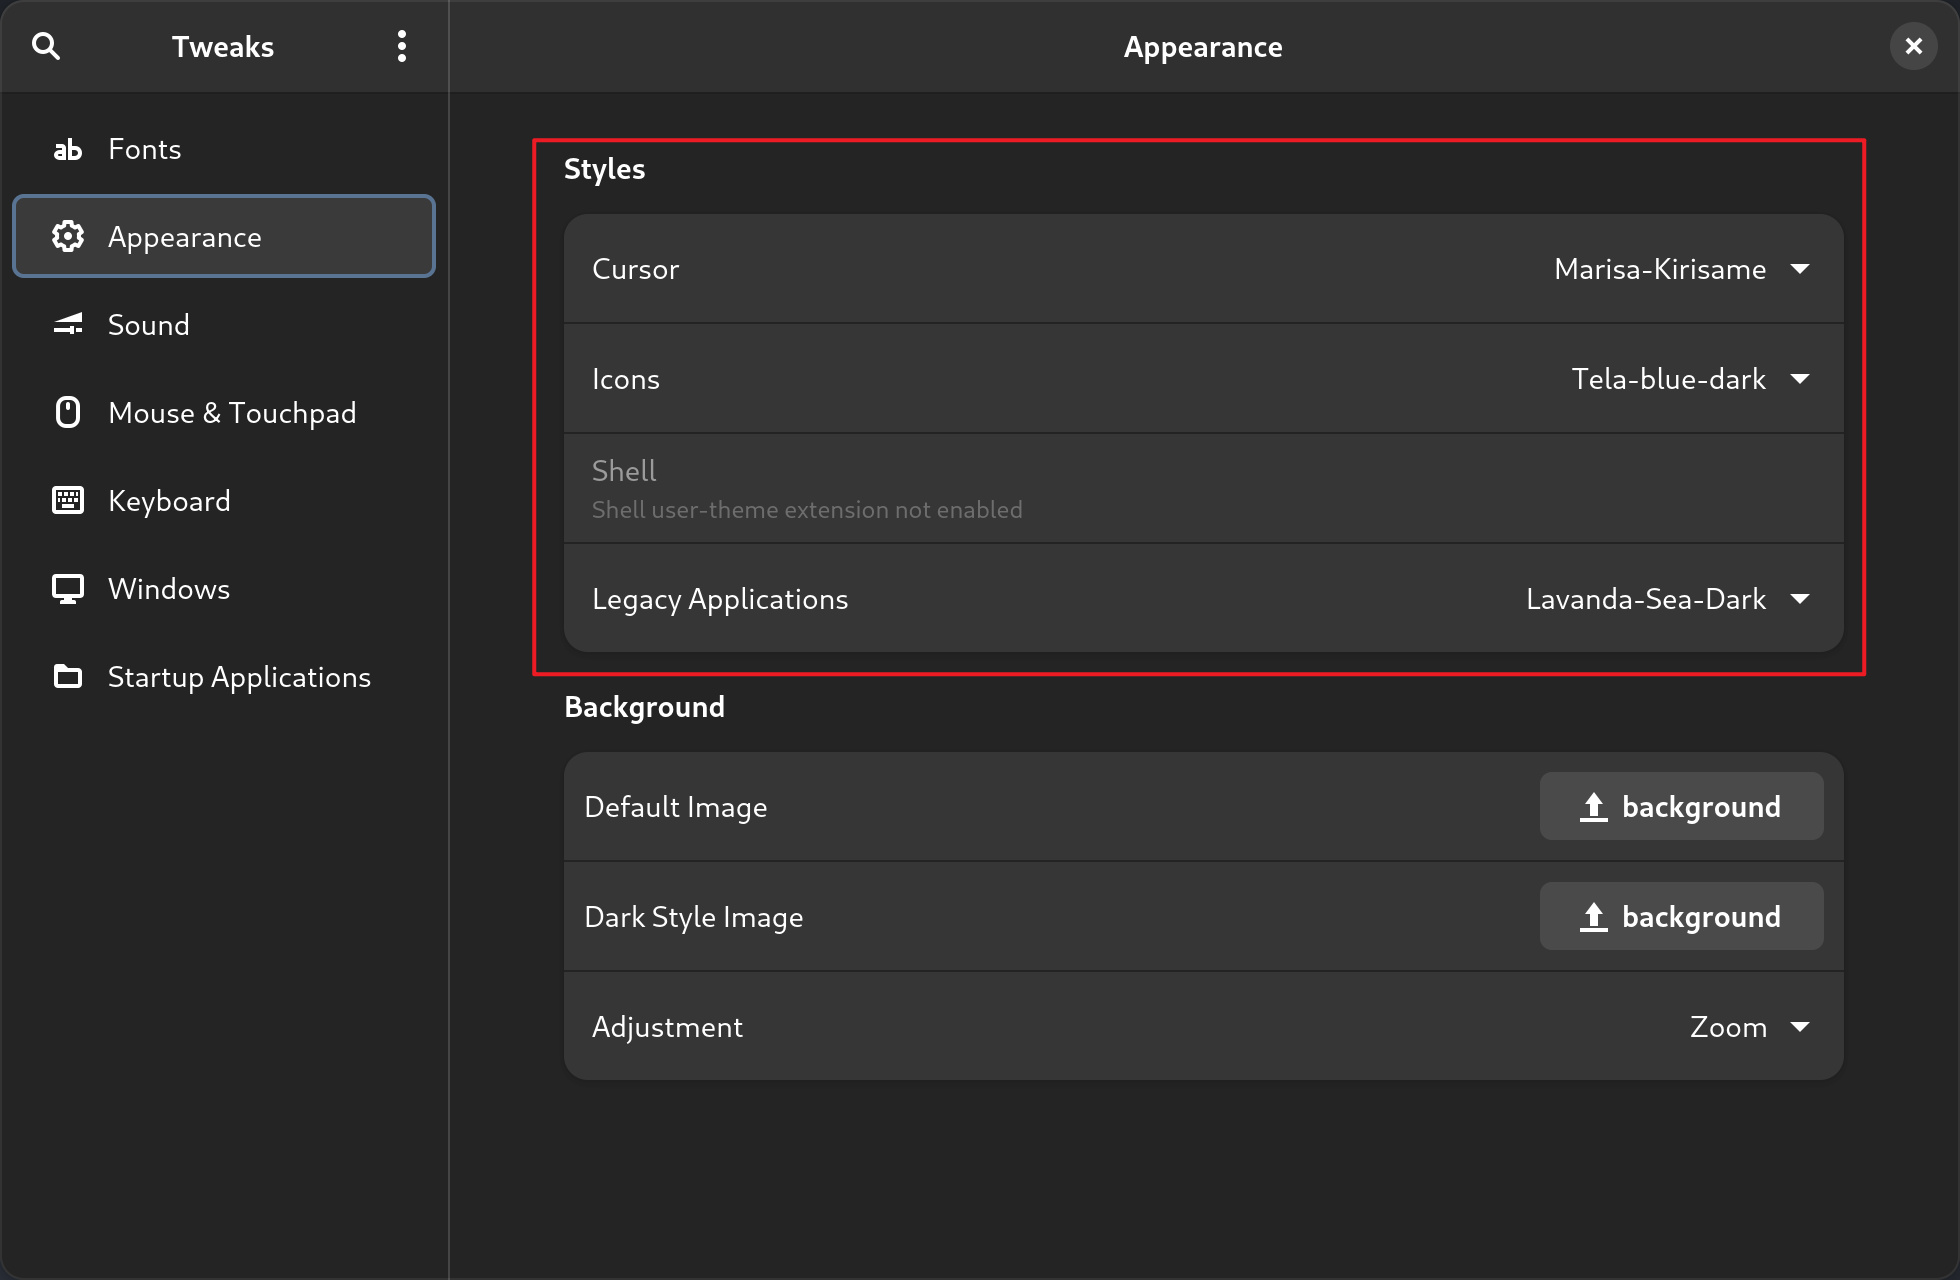 Tweaks
Appearance
Fonts
Appearance
Sound
Mouse & Touchpad
Keyboard
Windows
Startup Applications
Styles
Cursor Marisa-Kirisame
Icons Tela-blue-dark
Shell
Shell user-theme extension not enabled
Legacy Applications Lavanda-Sea-Dark
Background
Default Image background
Dark Style Image background
Adjustment Zoom